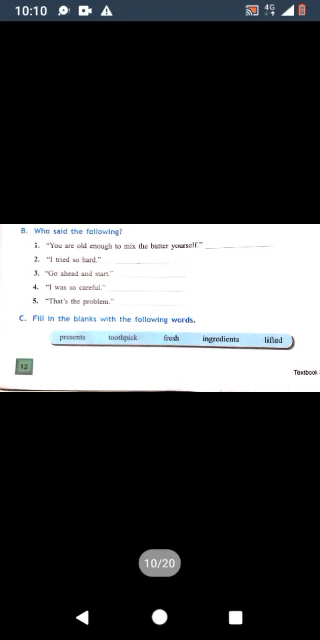 10:10
4G
B. Who said the following?
1. "You are old enough to mix the batter yourself."
2. "I tried so hard."
3. "Go ahead and start."
4. "I was so careful."
5. "That's the problem."
C. Fill in the blanks with the following words.
presents toothpick fresh ingredients lifted
12
Textbook
10/20